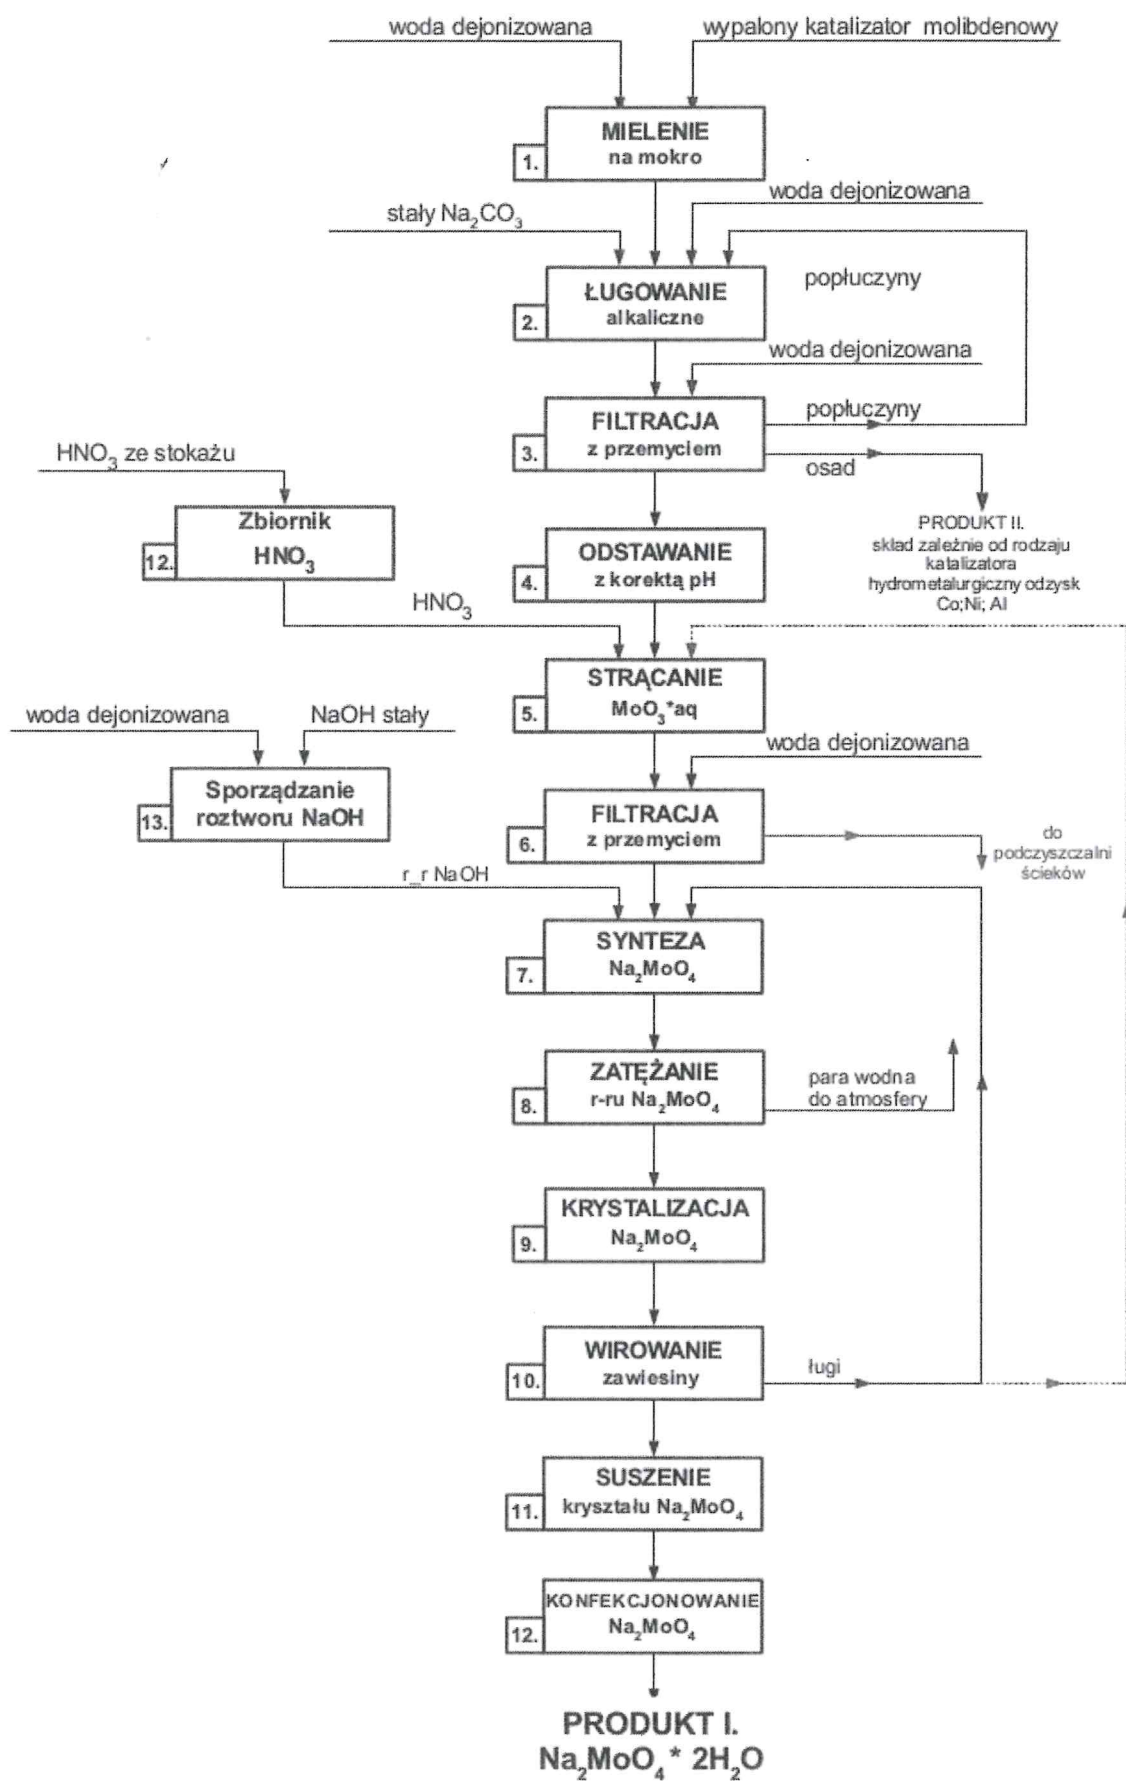 woda dejonizowana
wypalony katalizator molibdenowy
MIELENIE
na mokro
1.
woda dejonizowana
stały Na₂CO₃
ŁUGOWANIE
alkaliczne
2.
popłuczyny
woda dejonizowana
FILTRACJA
z przemyciem
3.
popłuczyny
osad
HNO₃ ze stokażu
Zbiornik
HNO₃
12.
ODSTAWANIE
z korektą pH
4.
PRODUKT II.
skład zależnie od rodzaju
katalizatora
hydrometalurgiczny odzysk
Co;Ni; Al
HNO₃
STRĄCANIE
MoO₃*aq
5.
woda dejonizowana
NaOH stały
woda dejonizowana
Sporządzanie
roztworu NaOH
13.
FILTRACJA
z przemyciem
6.
do
podczyszczalni
ścieków
r_r NaOH
SYNTEZA
Na₂MoO₄
7.
ZATĘŻANIE
r-ru Na₂MoO₄
8.
para wodna
do atmosfery
KRYSTALIZACJA
Na₂MoO₄
9.
WIROWANIE
zawiesiny
10.
ługi
SUSZENIE
kryształu Na₂MoO₄
11.
KONFEKCJONOWANIE
Na₂MoO₄
12.
PRODUKT I.
Na₂MoO₄ * 2H₂O